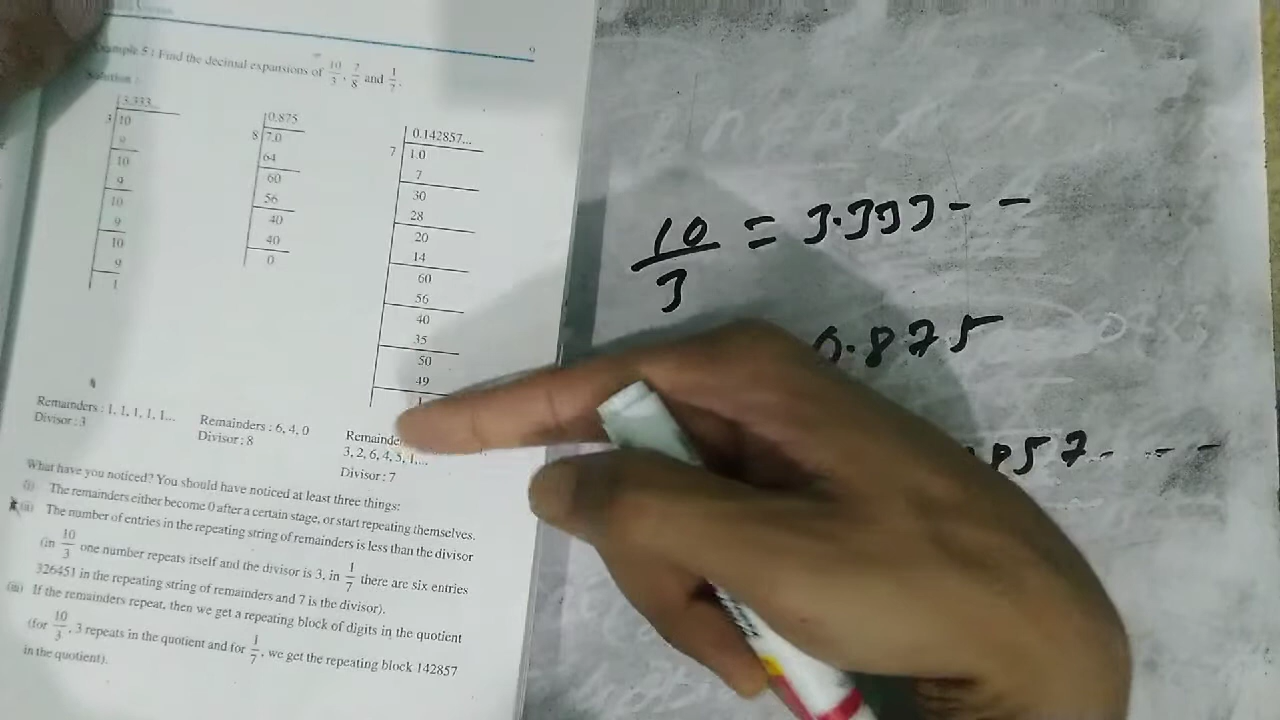 9
Example 5 : Find the decimal expansions of 10/3, 7/8 and 1/7.
Solution :
3.333...
3 10
9
10
9
10
9
10
9
1
0.875
8 7.0
64
60
56
40
40
0
0.142857...
7 1.0
7
30
28
20
14
60
56
40
35
50
49
1
Remainders : 1, 1, 1, 1, 1...
Divisor : 3
Remainders : 6, 4, 0
Divisor : 8
3, 2, 6, 4, 5, 1,...
Divisor : 7
What have you noticed? You should have noticed at least three things:
(i) The remainders either become 0 after a certain stage, or start repeating themselves.
(ii) The number of entries in the repeating string of remainders is less than the divisor
(in 10/3 one number repeats itself and the divisor is 3, in 1/7 there are six entries
326451 in the repeating string of remainders and 7 is the divisor).
(iii) If the remainders repeat, then we get a repeating block of digits in the quotient
(for 10/3, 3 repeats in the quotient and for 1/7, we get the repeating block 142857
in the quotient).
10/3 = 3.333 - -
0.875
57 - - - -